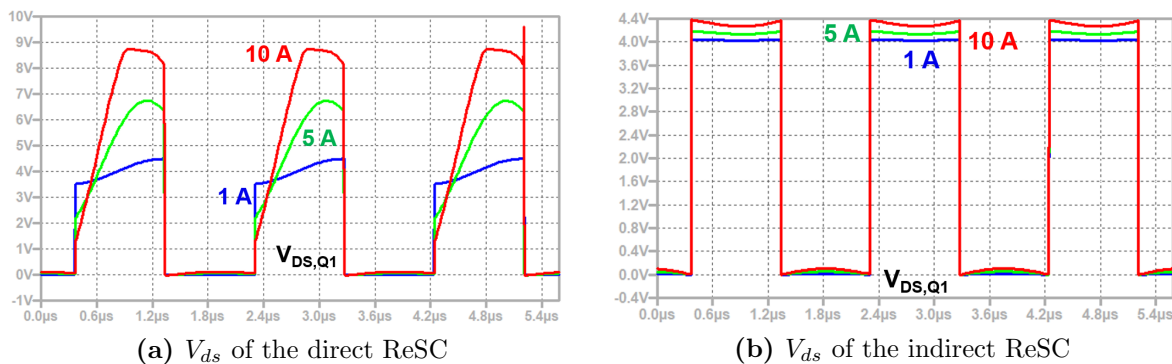 10V
9V
8V
7V
6V
5V
4V
3V
2V
1V
0V
-1V
10 A
5 A
1 A
V_DS,Q1
0.0µs 0.6µs 1.2µs 1.8µs 2.4µs 3.0µs 3.6µs 4.2µs 4.8µs 5.4µs
(a) V_ds of the direct ReSC
4.4V
4.0V
3.6V
3.2V
2.8V
2.4V
2.0V
1.6V
1.2V
0.8V
0.4V
0.0V
-0.4V
5 A
10 A
1 A
V_DS,Q1
0.0µs 0.6µs 1.2µs 1.8µs 2.4µs 3.0µs 3.6µs 4.2µs 4.8µs 5.4µs
(b) V_ds of the indirect ReSC